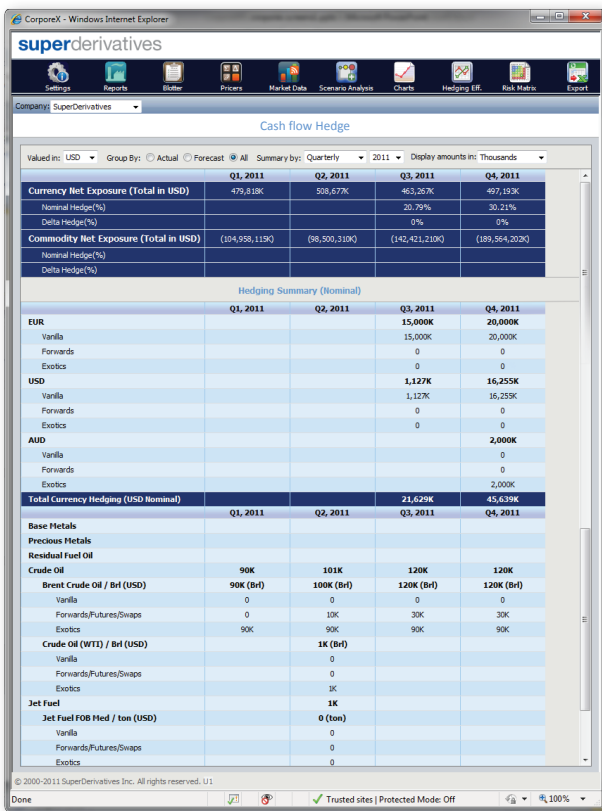 CorporeX - Windows Internet Explorer
superderivatives
Settings Reports Blotter Pricers Market Data Scenario Analysis Charts Hedging Eff. Risk Matrix Export
Company: SuperDerivatives
Cash flow Hedge
Valued in: USD Group By: Actual Forecast All Summary by: Quarterly 2011 Display amounts in: Thousands
Q1, 2011 Q2, 2011 Q3, 2011 Q4, 2011
Currency Net Exposure (Total in USD) 479,818K 508,677K 463,267K 497,193K
Nominal Hedge(%) 20.79% 30.21%
Delta Hedge(%) 0% 0%
Commodity Net Exposure (Total in USD) (104,958,115K) (98,500,310K) (142,421,210K) (189,564,202K)
Nominal Hedge(%)
Delta Hedge(%)
Hedging Summary (Nominal)
Q1, 2011 Q2, 2011 Q3, 2011 Q4, 2011
EUR 15,000K 20,000K
Vanilla 15,000K 20,000K
Forwards 0 0
Exotics 0 0
USD 1,127K 16,255K
Vanilla 1,127K 16,255K
Forwards 0 0
Exotics 0 0
AUD 2,000K
Vanilla 0
Forwards 0
Exotics 2,000K
Total Currency Hedging (USD Nominal) 21,629K 45,639K
Q1, 2011 Q2, 2011 Q3, 2011 Q4, 2011
Base Metals
Precious Metals
Residual Fuel Oil
Crude Oil 90K 101K 120K 120K
Brent Crude Oil / Brl (USD) 90K (Brl) 100K (Brl) 120K (Brl) 120K (Brl)
Vanilla 0 0 0 0
Forwards/Futures/Swaps 0 10K 30K 30K
Exotics 90K 90K 90K 90K
Crude Oil (WTI) / Brl (USD) 1K (Brl)
Vanilla 0
Forwards/Futures/Swaps 0
Exotics 1K
Jet Fuel 1K
Jet Fuel FOB Med / ton (USD) 0 (ton)
Vanilla 0
Forwards/Futures/Swaps 0
Exotics 0
© 2000-2011 SuperDerivatives Inc. All rights reserved. U1
Done Trusted sites | Protected Mode: Off 100%